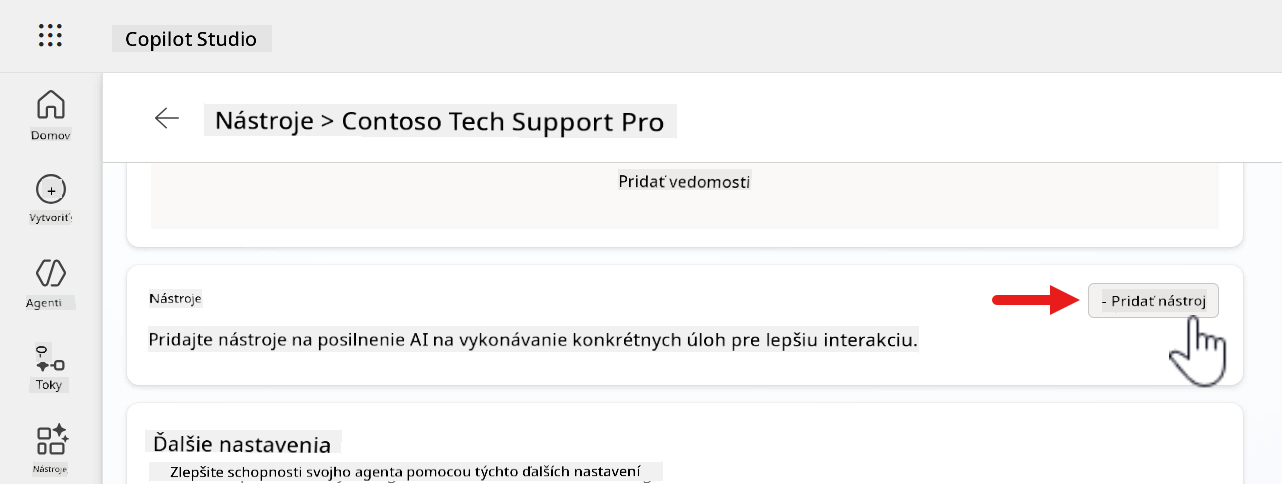 Copilot Studio
Nástroje > Contoso Tech Support Pro
Domov
Vytvoriť
Agenti
Toky
Nástroje
Pridať vedomosti
Nástroje
- Pridať nástroj
Pridajte nástroje na posilnenie AI na vykonávanie konkrétnych úloh pre lepšiu interakciu.
Ďalšie nastavenia
Zlepšite schopnosti svojho agenta pomocou týchto ďalších nastavení